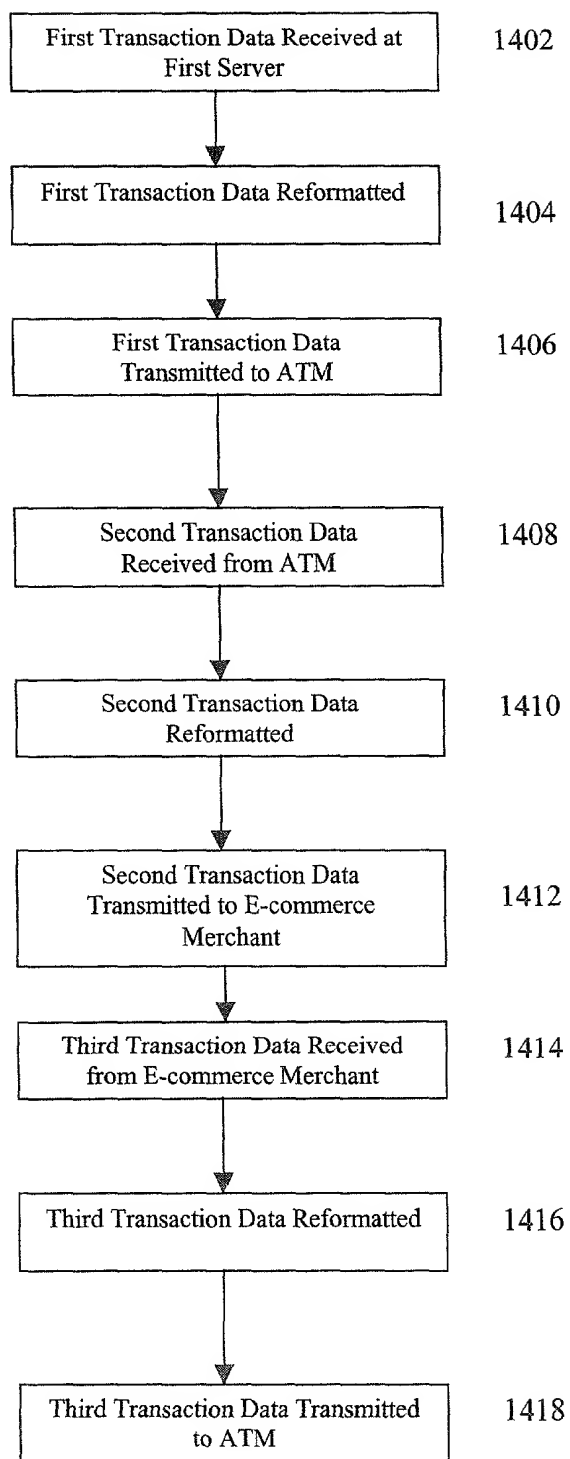 First Transaction Data Received at
First Server
1402
First Transaction Data Reformatted
1404
First Transaction Data
Transmitted to ATM
1406
Second Transaction Data
Received from ATM
1408
Second Transaction Data
Reformatted
1410
Second Transaction Data
Transmitted to E-commerce
Merchant
1412
Third Transaction Data Received
from E-commerce Merchant
1414
Third Transaction Data Reformatted
1416
Third Transaction Data Transmitted
to ATM
1418